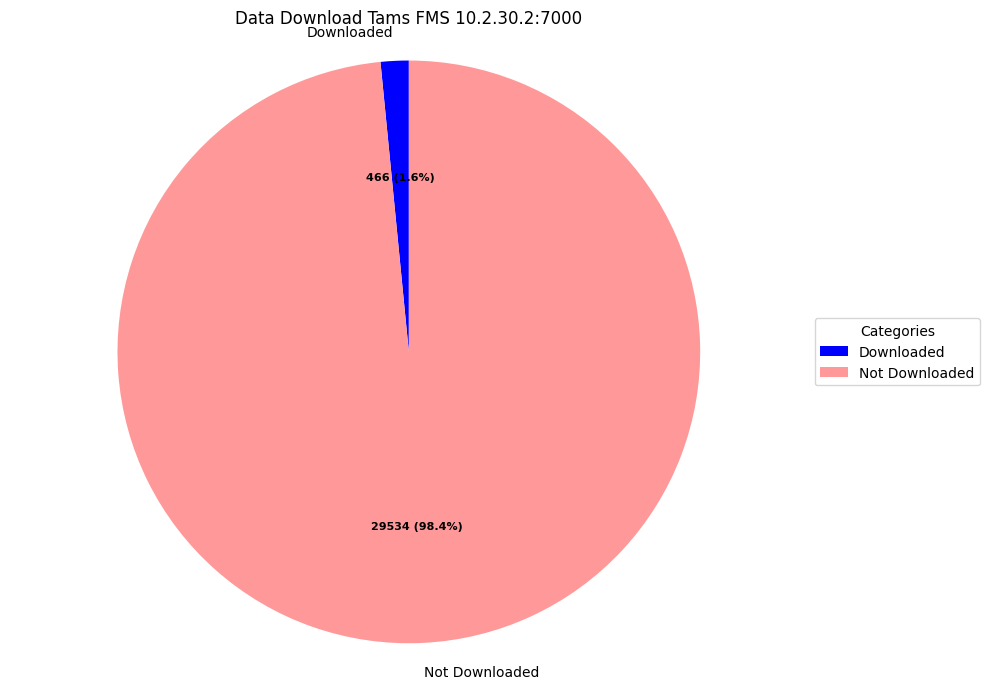 Data Download Tams FMS 10.2.30.2:7000
Downloaded
466 (1.6%)
Categories
Downloaded
Not Downloaded
29534 (98.4%)
Not Downloaded